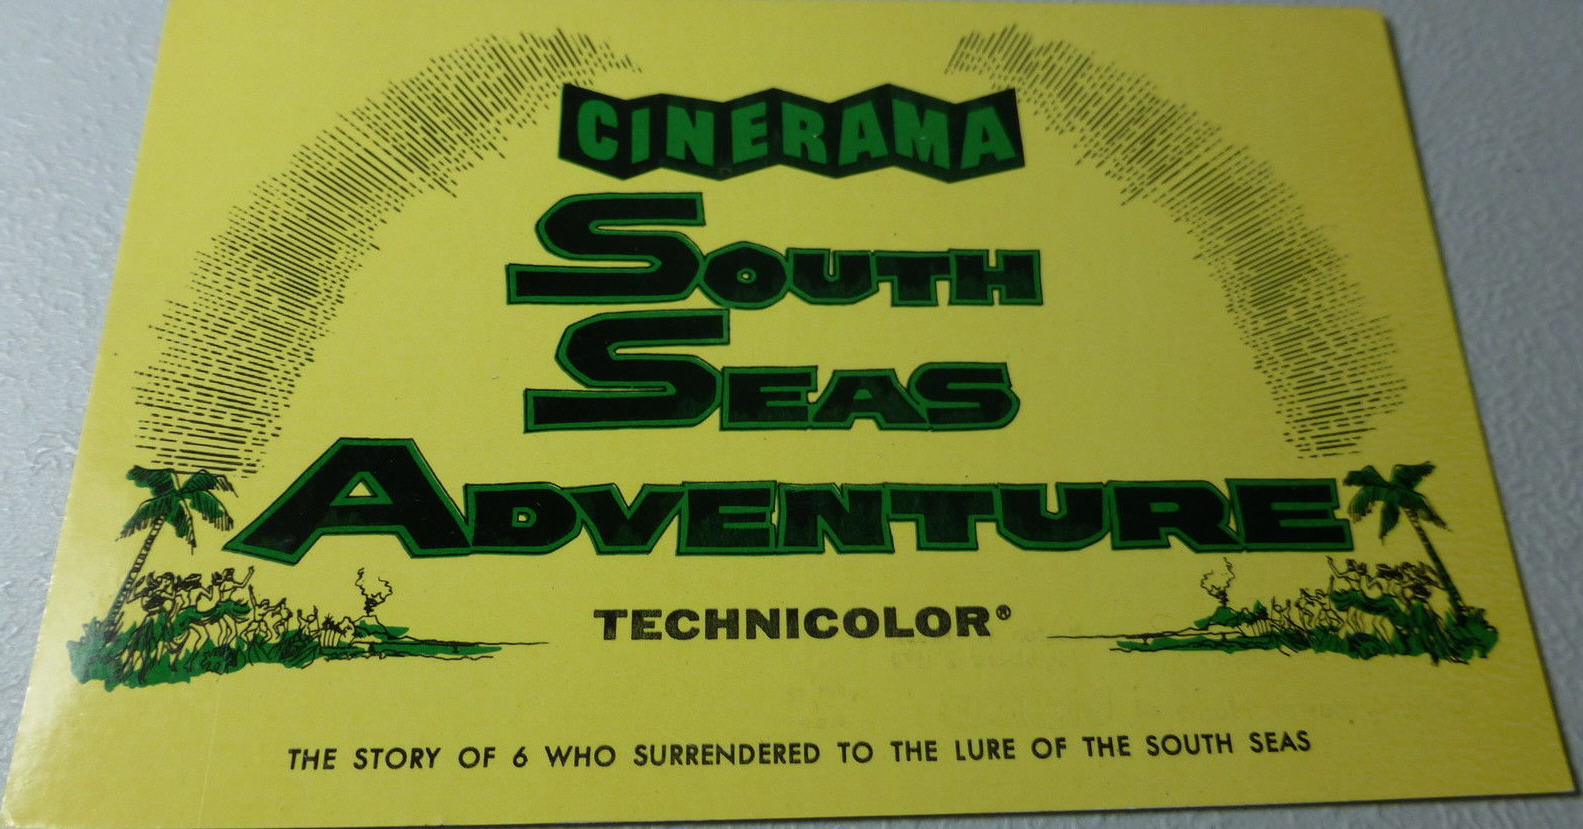 CINERAMA
SOUTH
SEAS
ADVENTURE
TECHNICOLOR®
THE STORY OF 6 WHO SURRENDERED TO THE LURE OF THE SOUTH SEAS